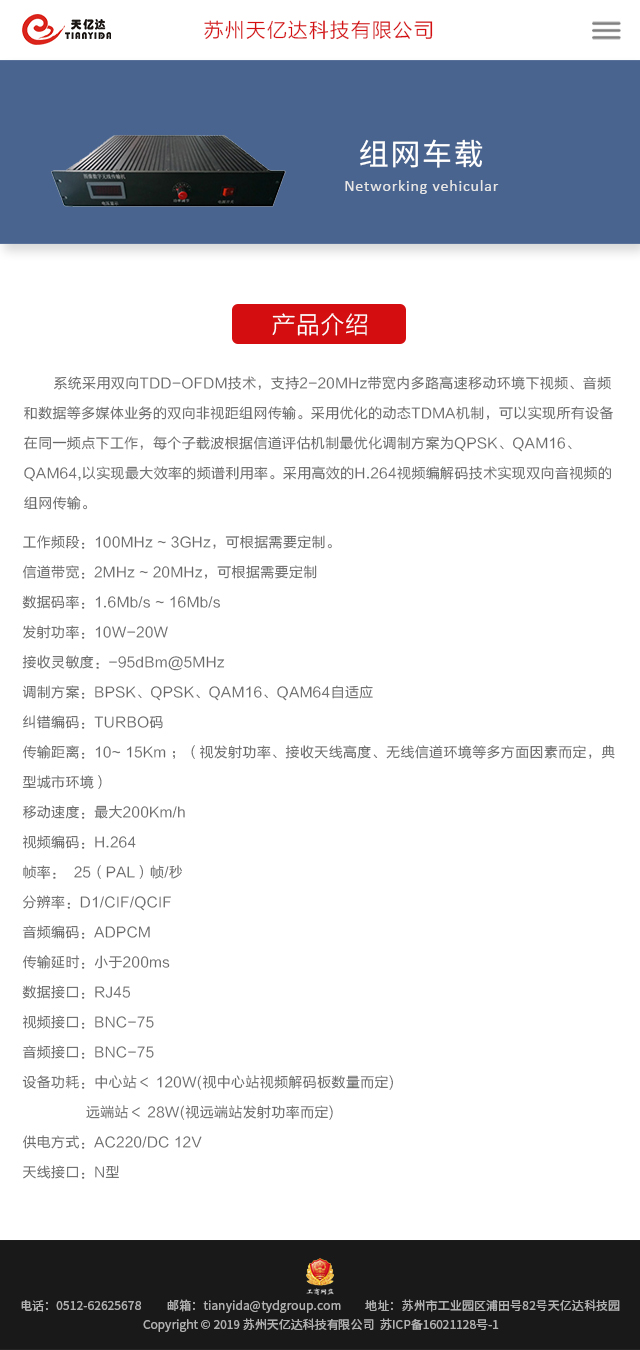 天亿达
TIANYIDA
苏州天亿达科技有限公司
组网车载
Networking vehicular
产品介绍
系统采用双向TDD-OFDM技术，支持2-20MHz带宽内多路高速移动环境下视频、音频
和数据等多媒体业务的双向非视距组网传输。采用优化的动态TDMA机制，可以实现所有设备
在同一频点下工作，每个子载波根据信道评估机制最优化调制方案为QPSK、QAM16、
QAM64,以实现最大效率的频谱利用率。采用高效的H.264视频编解码技术实现双向音视频的
组网传输。
工作频段：100MHz ~ 3GHz，可根据需要定制。
信道带宽：2MHz ~ 20MHz，可根据需要定制
数据码率：1.6Mb/s ~ 16Mb/s
发射功率：10W-20W
接收灵敏度：-95dBm@5MHz
调制方案：BPSK、QPSK、QAM16、QAM64自适应
纠错编码：TURBO码
传输距离：10~ 15Km ；（视发射功率、接收天线高度、无线信道环境等多方面因素而定，典
型城市环境）
移动速度：最大200Km/h
视频编码：H.264
帧率： 25（PAL）帧/秒
分辨率：D1/CIF/QCIF
音频编码：ADPCM
传输延时：小于200ms
数据接口：RJ45
视频接口：BNC-75
音频接口：BNC-75
设备功耗：中心站＜ 120W(视中心站视频解码板数量而定)
远端站＜ 28W(视远端站发射功率而定)
供电方式：AC220/DC 12V
天线接口：N型
工商网监
电话：0512-62625678 邮箱：tianyida@tydgroup.com 地址：苏州市工业园区浦田号82号天亿达科技园
Copyright © 2019 苏州天亿达科技有限公司 苏ICP备16021128号-1